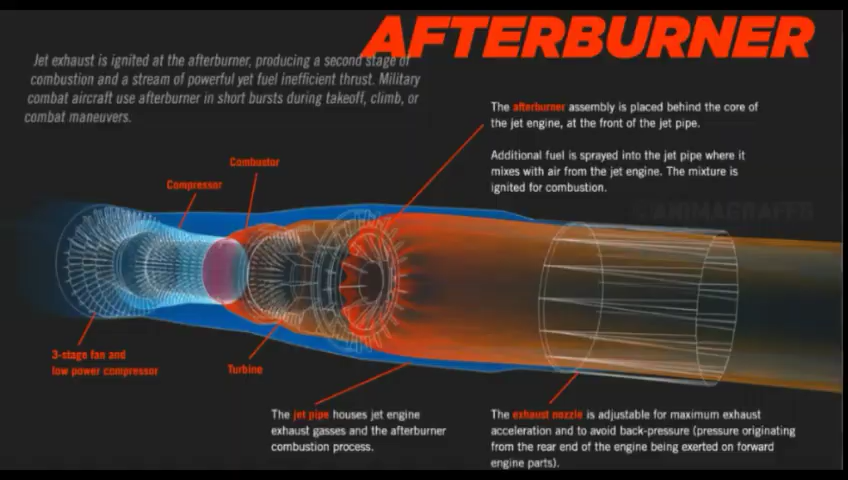 AFTERBURNER
Jet exhaust is ignited at the afterburner, producing a second stage of
combustion and a stream of powerful yet fuel inefficient thrust. Military
combat aircraft use afterburner in short bursts during takeoff, climb, or
combat maneuvers.
The afterburner assembly is placed behind the core of
the jet engine, at the front of the jet pipe.
Additional fuel is sprayed into the jet pipe where it
mixes with air from the jet engine. The mixture is
ignited for combustion.
Combustor
Compressor
ANIMAGRAFFS
3-stage fan and
low power compressor
Turbine
The jet pipe houses jet engine
exhaust gasses and the afterburner
combustion process.
The exhaust nozzle is adjustable for maximum exhaust
acceleration and to avoid back-pressure (pressure originating
from the rear end of the engine being exerted on forward
engine parts).